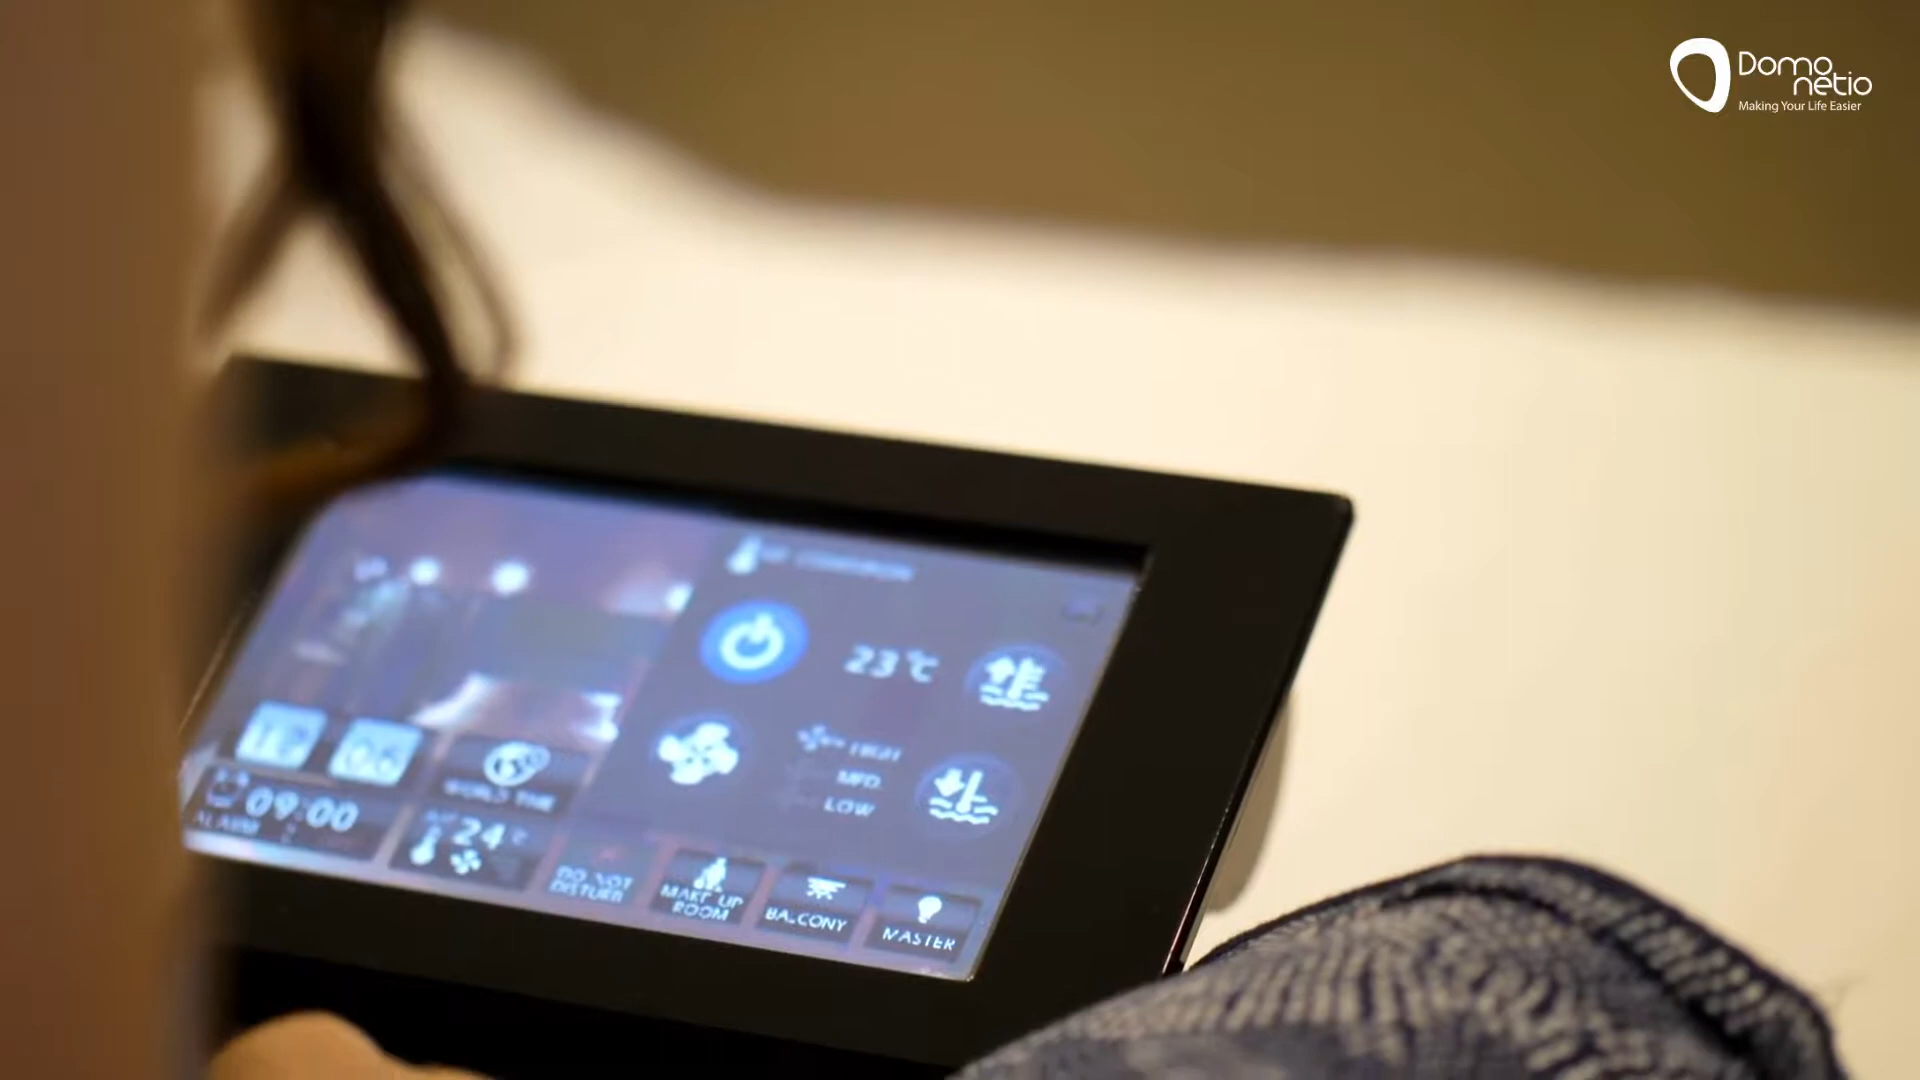 Domo
netio
Making Your Life Easier
23°C
HIGH
MED.
LOW
06
WORLD TIME
09:00
ALARM
24°C
DO NOT
DISTURB
MAKE UP
ROOM
BALCONY
MASTER